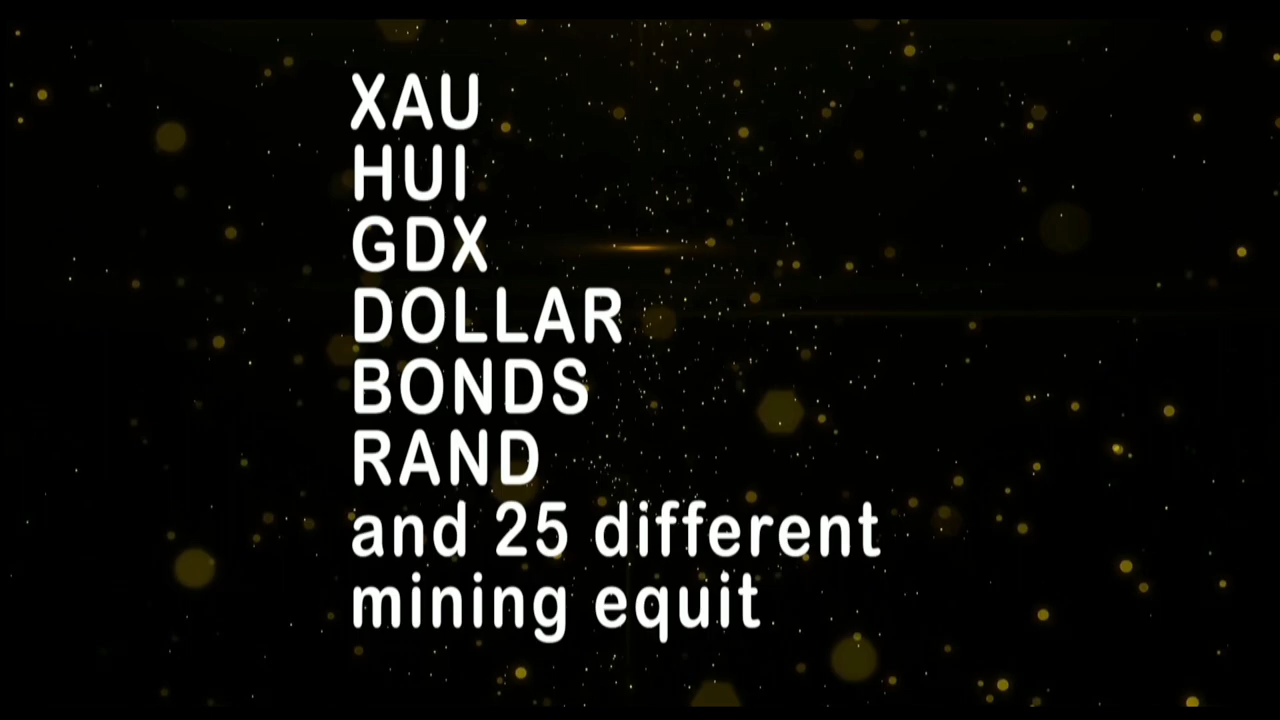 XAU
HUI
GDX
DOLLAR
BONDS
RAND
and 25 different
mining equit